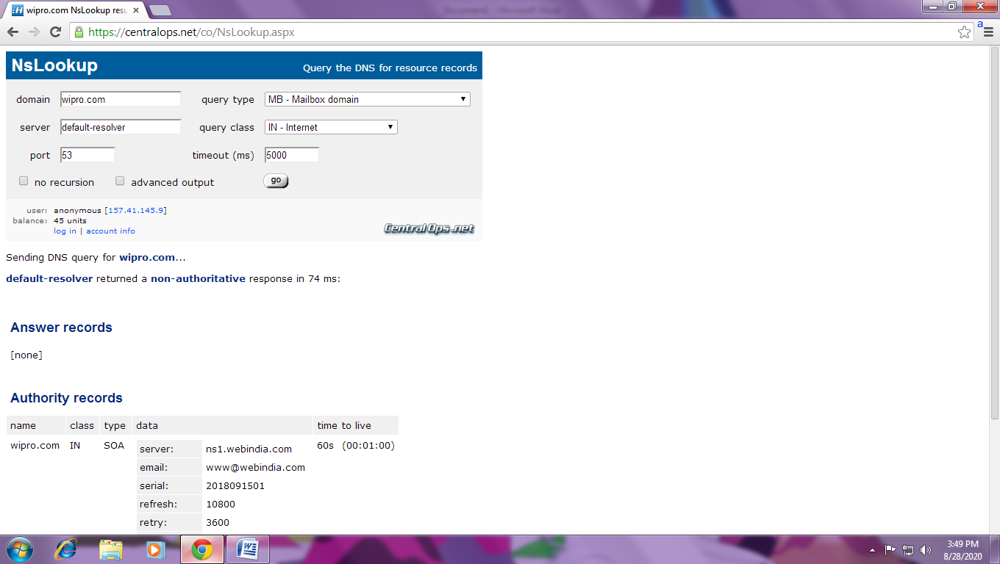 wipro.com NsLookup resu
https://centralops.net/co/NsLookup.aspx
a
NsLookup
Query the DNS for resource records
domain wipro.com query type MB - Mailbox domain
server default-resolver query class IN - Internet
port 53 timeout (ms) 5000
no recursion advanced output go
user: anonymous [157.41.145.9]
balance: 45 units
log in | account info
CentralOps.net
Sending DNS query for wipro.com...
default-resolver returned a non-authoritative response in 74 ms:
Answer records
[none]
Authority records
name class type data time to live
wipro.com IN SOA server: ns1.webindia.com 60s (00:01:00)
email: www@webindia.com
serial: 2018091501
refresh: 10800
retry: 3600
3:49 PM
8/28/2020